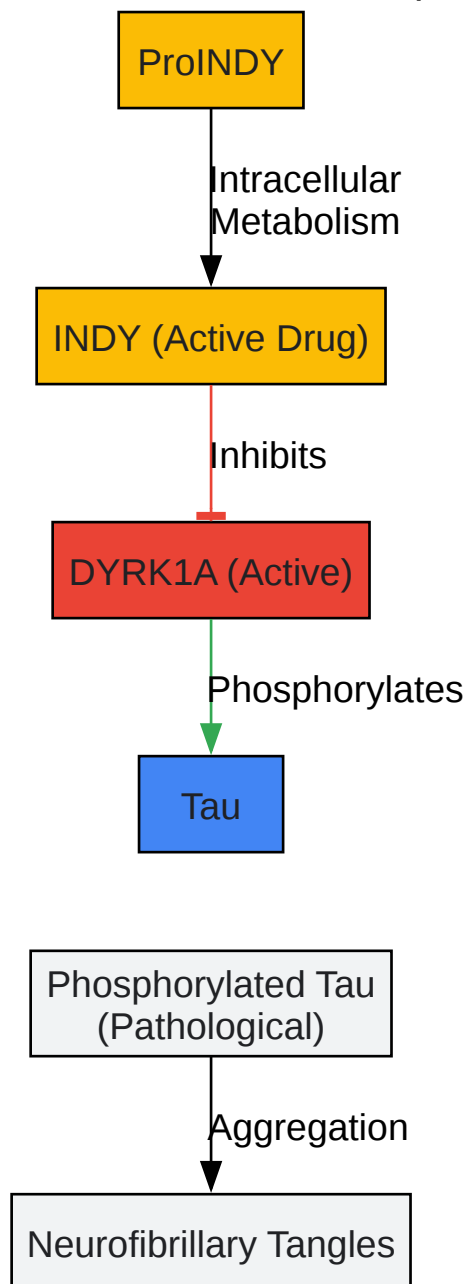 ProINDY
Intracellular
Metabolism
INDY (Active Drug)
Inhibits
DYRK1A (Active)
Phosphorylates
Tau
Phosphorylated Tau
(Pathological)
Aggregation
Neurofibrillary Tangles